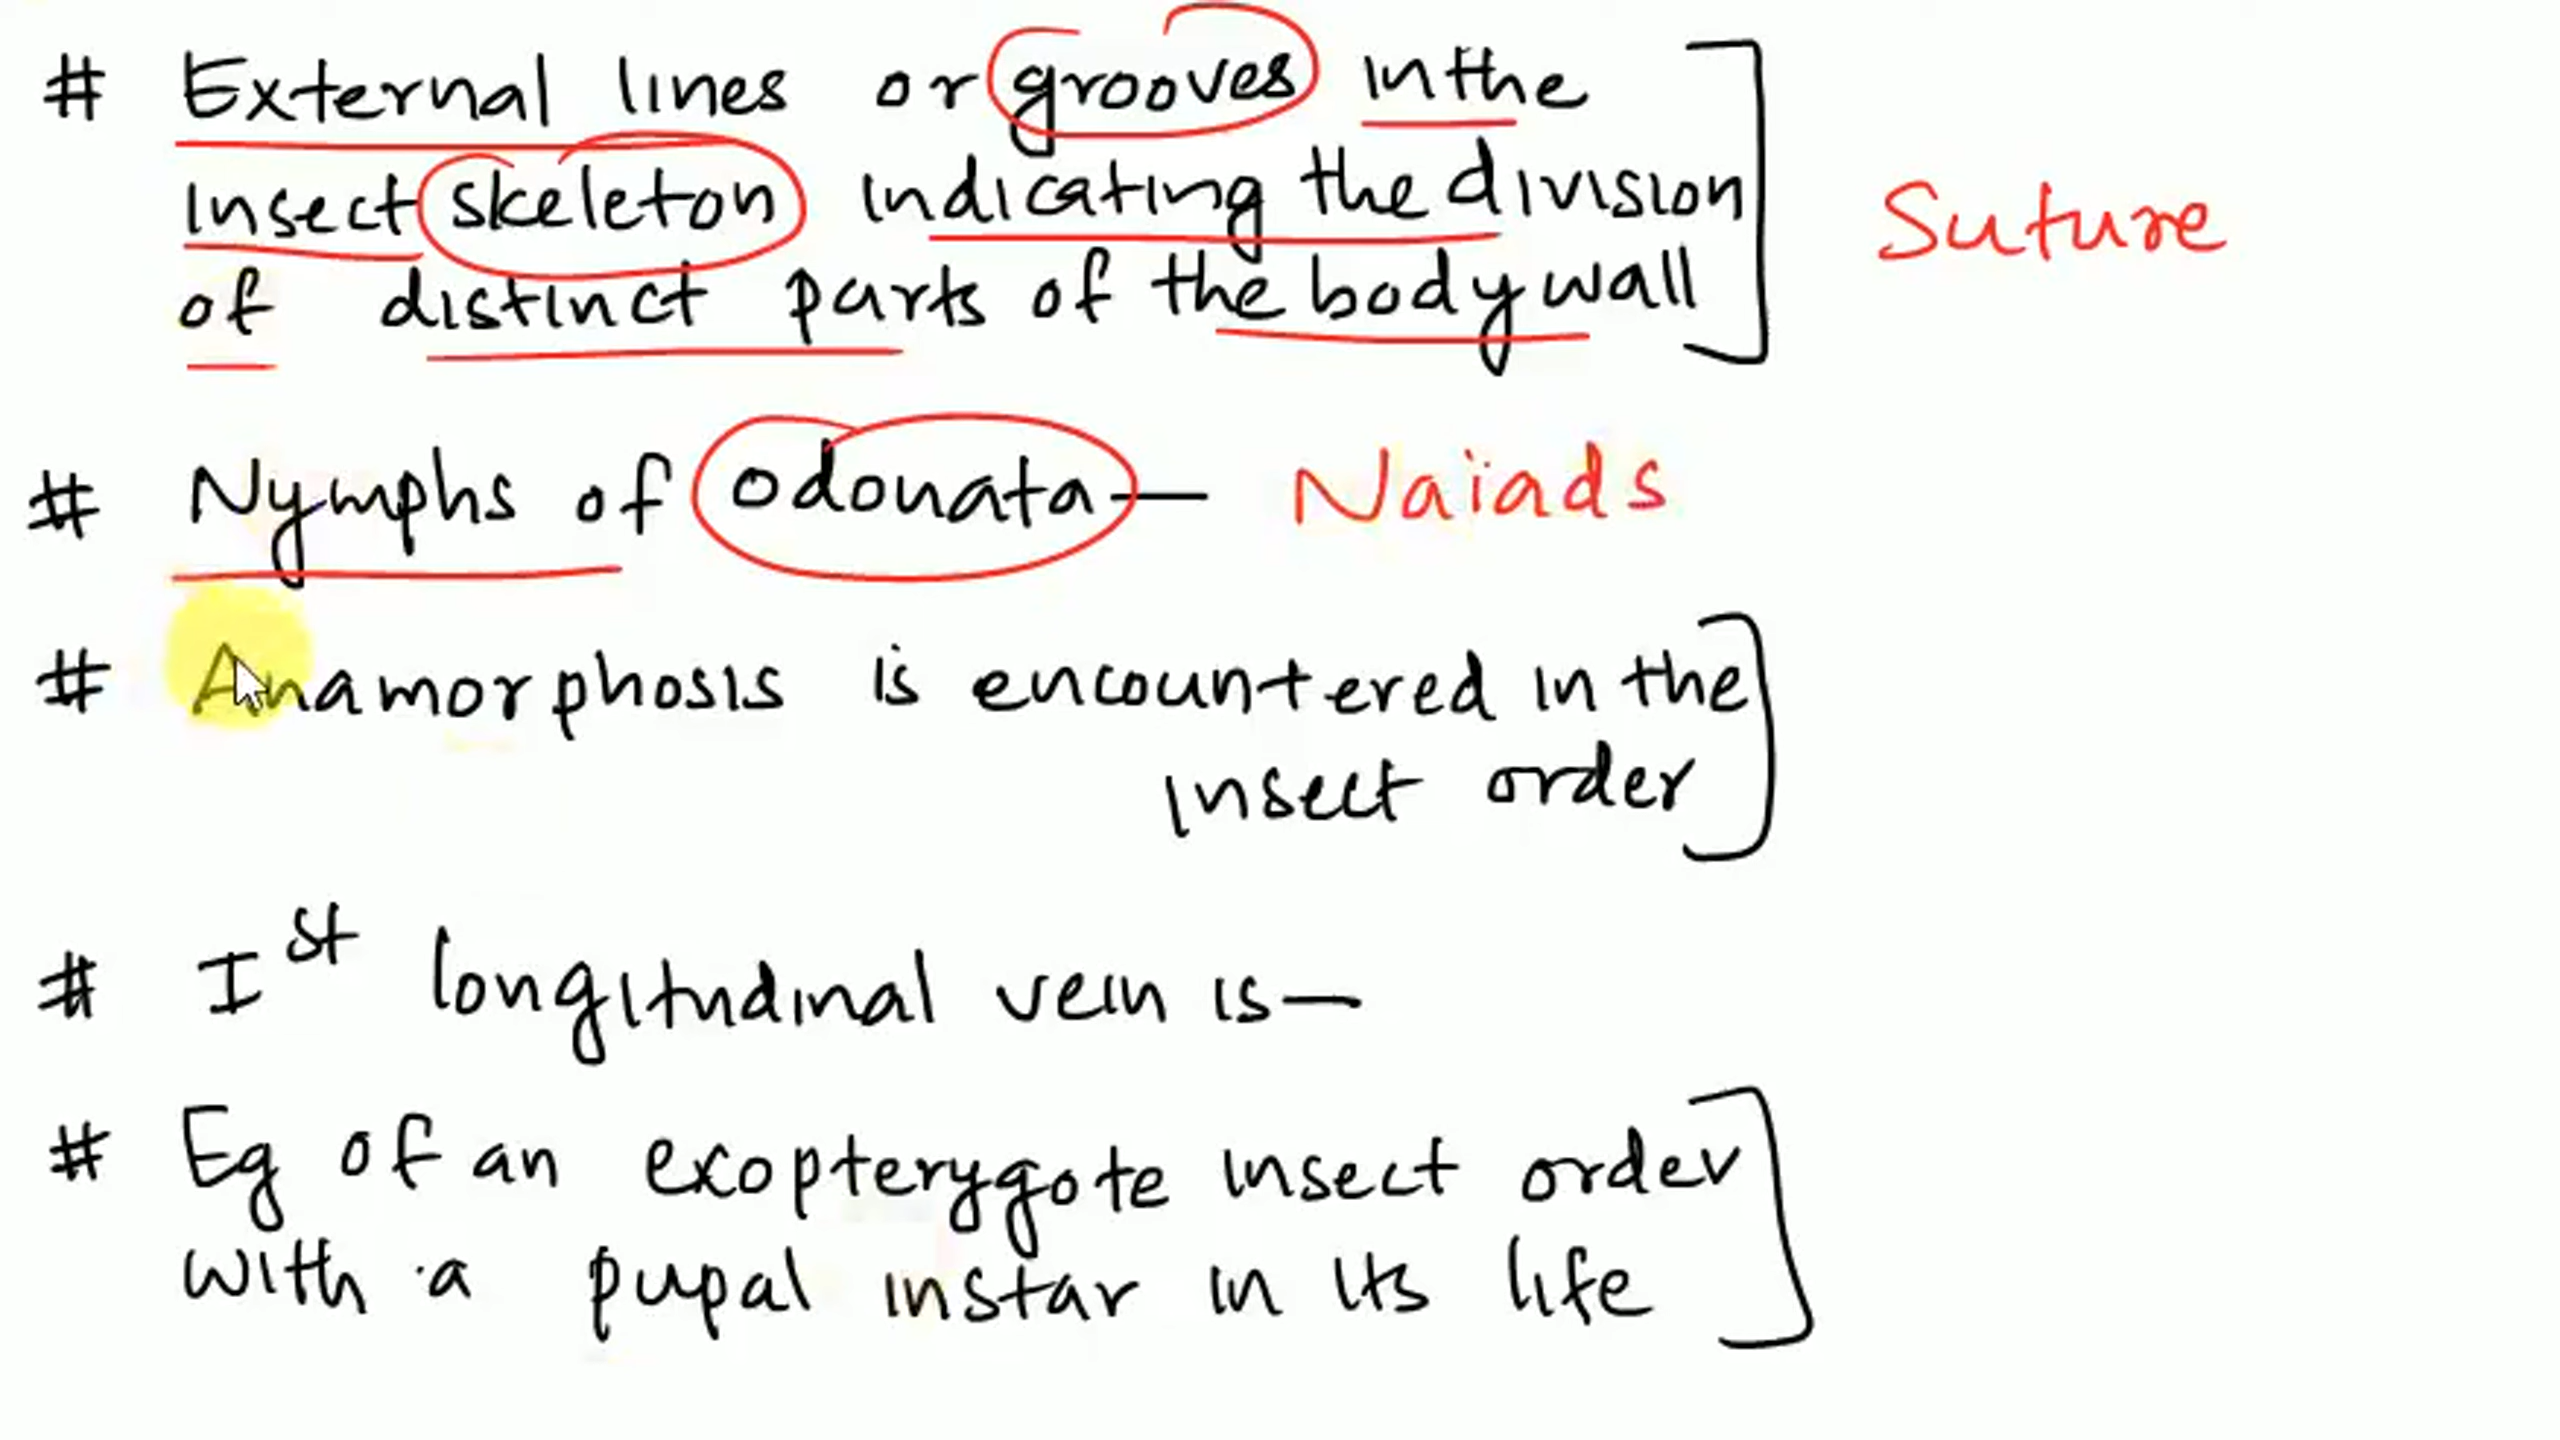 # External lines or grooves in the
insect skeleton indicating the division
of distinct parts of the body wall
Suture
# Nymphs of odonata — Naiads
# Anamorphosis is encountered in the
insect order
# Ist longitudinal vein is —
# Eg of an exopterygote insect order
with a pupal instar in its life